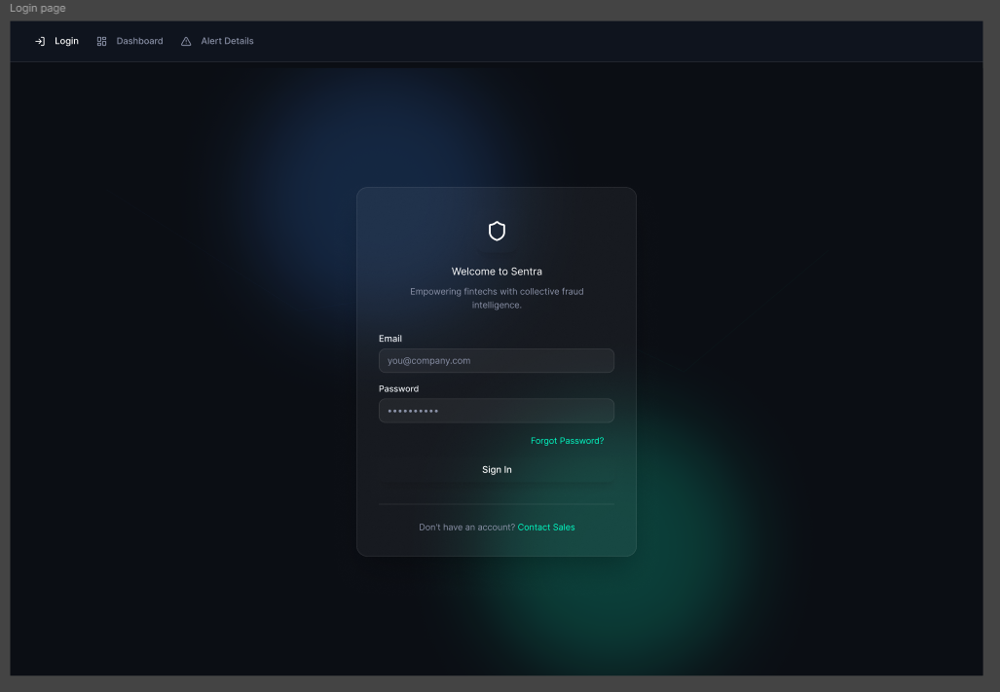 Login page
Login Dashboard Alert Details
Welcome to Sentra
Empowering fintechs with collective fraud
intelligence.
Email
you@company.com
Password
••••••••••
Forgot Password?
Sign In
Don't have an account? Contact Sales